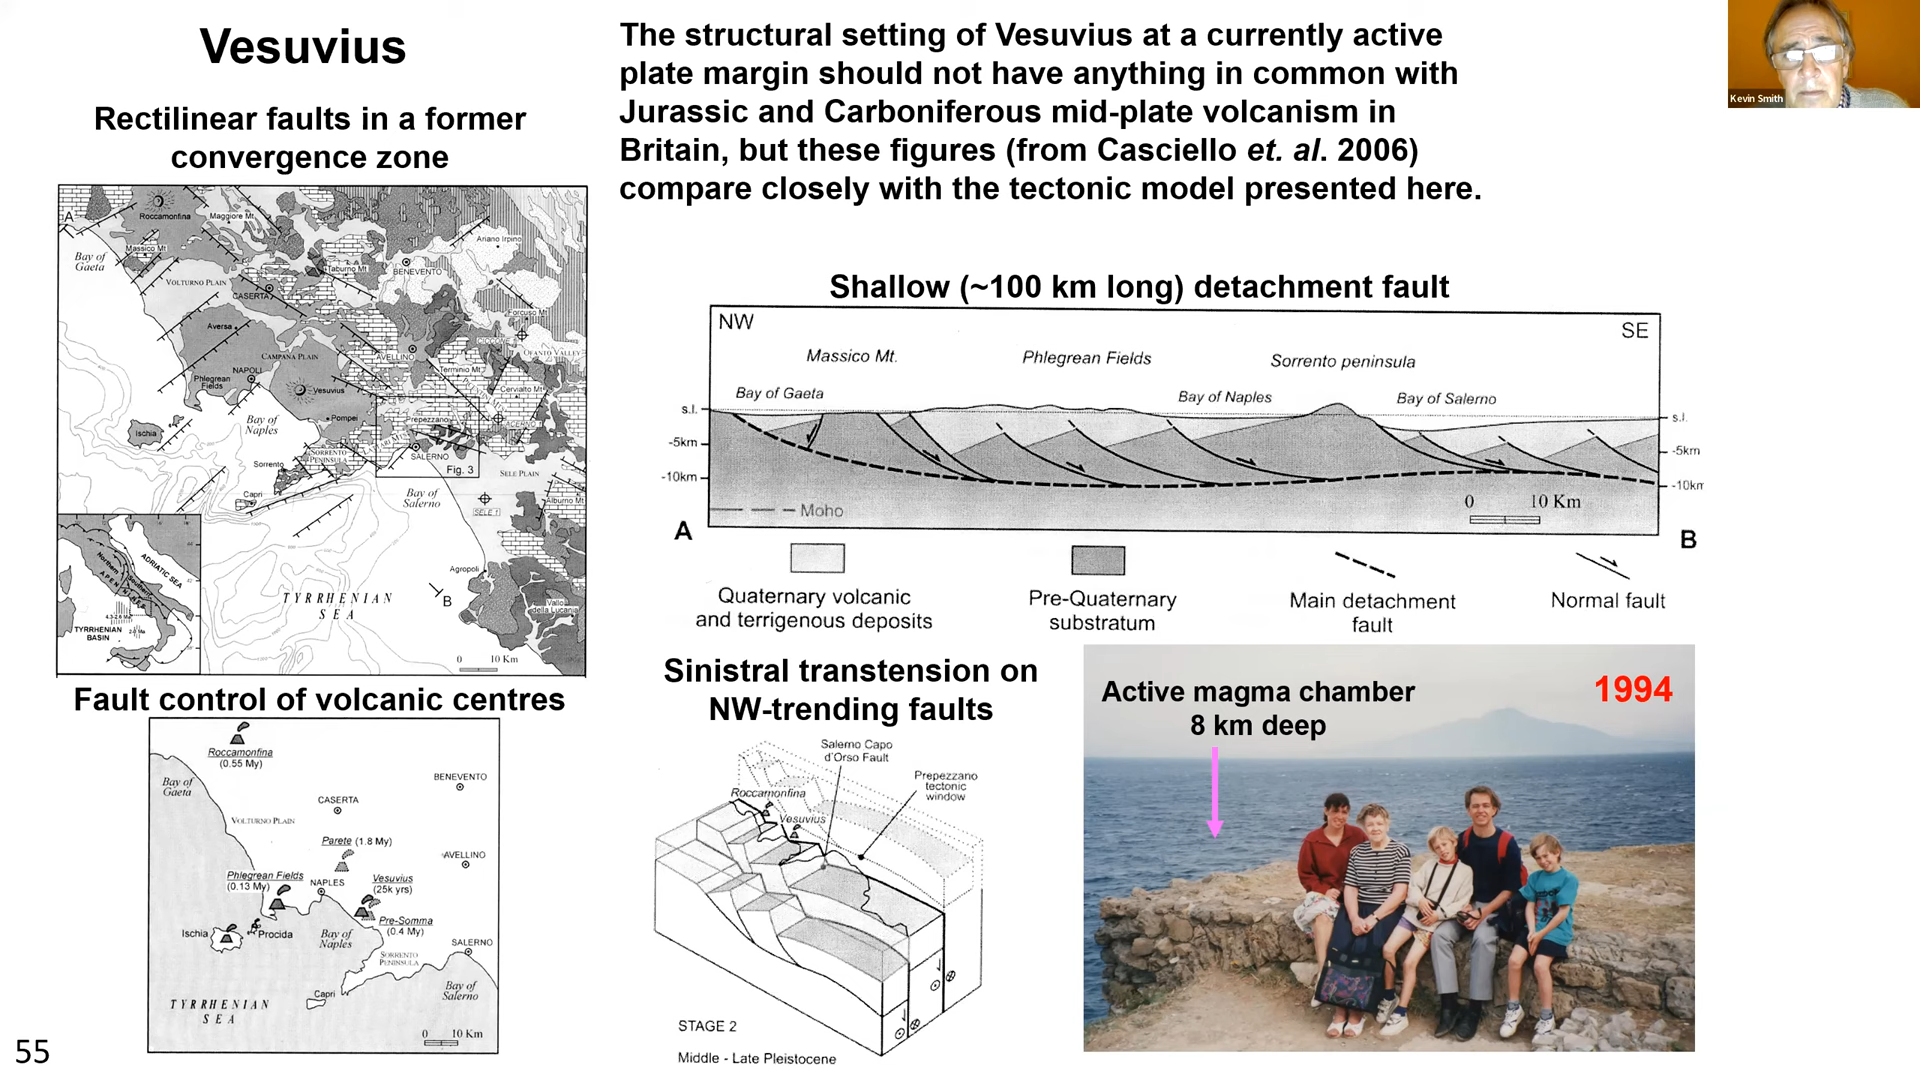 Vesuvius
Rectilinear faults in a former
convergence zone
A
Roccamonfina
Maggiore Mt.
Ariano Irpino
Massico Mt
Bay of
Gaeta
Taburno Mt
BENEVENTO
VOLTURNO PLAIN
CASERTA
Forcuso Mt
Aversa
OFANTO VALLEY
CAMPANA PLAIN
AVELLINO
Terminio Mt
NAPOLI
Phlegrean
Fields
Vesuvius
Cervialto Mt
Pompei
Prepezzano
Bay of
Naples
Ischia
SORRENTO
PENINSULA
SALERNO
Fig. 3
SELE PLAIN
Sorrento
Capri
Bay of
Salerno
SELE 1
Alburno Mt
ADRIATIC SEA
Northern
Southern
TYRRHENIAN
BASIN
Agropoli
B
TYRRHENIAN
SEA
Vallo
della Lucania
0 10 Km
Fault control of volcanic centres
Roccamonfina
(0.55 My)
Bay of
Gaeta
BENEVENTO
CASERTA
VOLTURNO PLAIN
Parete (1.8 My)
AVELLINO
Phlegrean Fields
(0.13 My)
NAPLES
Vesuvius
(25k yrs)
Pre-Somma
(0.4 My)
Ischia
Procida
Bay of
Naples
SALERNO
SORRENTO
PENINSULA
Capri
Bay of
Salerno
TYRRHENIAN
SEA
0 10 Km
55
The structural setting of Vesuvius at a currently active
plate margin should not have anything in common with
Jurassic and Carboniferous mid-plate volcanism in
Britain, but these figures (from Casciello et. al. 2006)
compare closely with the tectonic model presented here.
Shallow (~100 km long) detachment fault
NW
SE
Massico Mt.
Phlegrean Fields
Sorrento peninsula
Bay of Gaeta
Bay of Naples
Bay of Salerno
s.l.
s.l.
-5km
-5km
-10km
-10km
0 10 Km
Moho
A
B
Quaternary volcanic
and terrigenous deposits
Pre-Quaternary
substratum
Main detachment
fault
Normal fault
Sinistral transtension on
NW-trending faults
Salerno Capo
d'Orso Fault
Prepezzano
tectonic
window
Roccamonfina
Vesuvius
STAGE 2
Middle - Late Pleistocene
Active magma chamber
8 km deep
1994
Kevin Smith